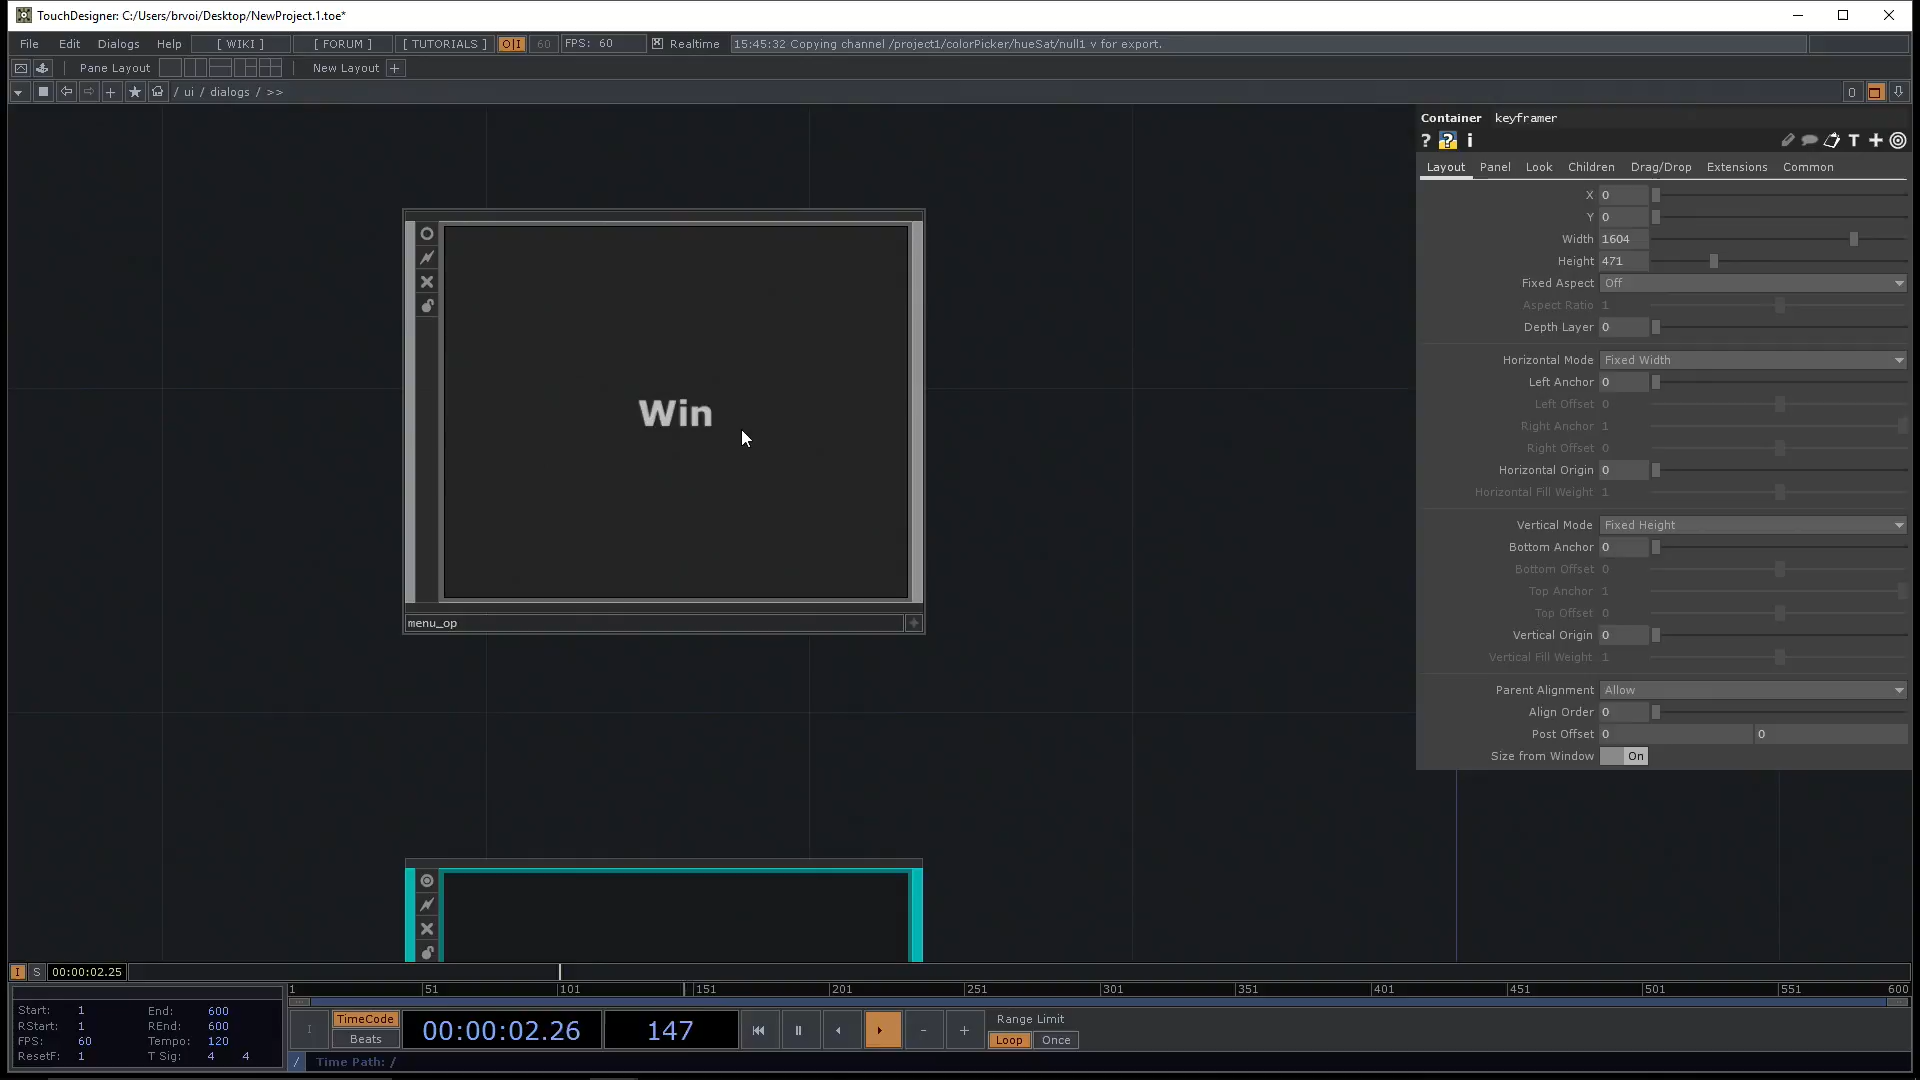 TouchDesigner: C:/Users/brvoi/Desktop/NewProject.1.toe*
File Edit Dialogs Help [ WIKI ] [ FORUM ] [ TUTORIALS ] O|I 60 FPS: 60 Realtime 15:45:32 Copying channel /project1/colorPicker/hueSat/null1 v for export.
Pane Layout New Layout +
/ ui / dialogs / >> 0
Container keyframer
? ? i T
Layout Panel Look Children Drag/Drop Extensions Common
X 0
Y 0
Width 1604
Height 471
Fixed Aspect Off
Aspect Ratio 1
Depth Layer 0
Horizontal Mode Fixed Width
Left Anchor 0
Left Offset 0
Right Anchor 1
Right Offset 0
Horizontal Origin 0
Horizontal Fill Weight 1
Vertical Mode Fixed Height
Bottom Anchor 0
Bottom Offset 0
Top Anchor 1
Top Offset 0
Vertical Origin 0
Vertical Fill Weight 1
Parent Alignment Allow
Align Order 0
Post Offset 0 0
Size from Window On
Win
menu_op
I S 00:00:02.25
1 51 101 151 201 251 301 351 401 451 501 551 600
Start: 1 End: 600
RStart: 1 REnd: 600
FPS: 60 Tempo: 120
ResetF: 1 T Sig: 4 4
I TimeCode Beats 00:00:02.26 147 - + Range Limit
Loop Once
/ Time Path: /